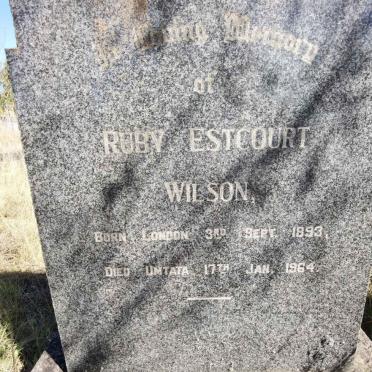 In Loving Memory
of
RUBY ESTCOURT
WILSON,
BORN LONDON 3RD SEPT. 1893,
DIED UMTATA 17TH JAN. 1964